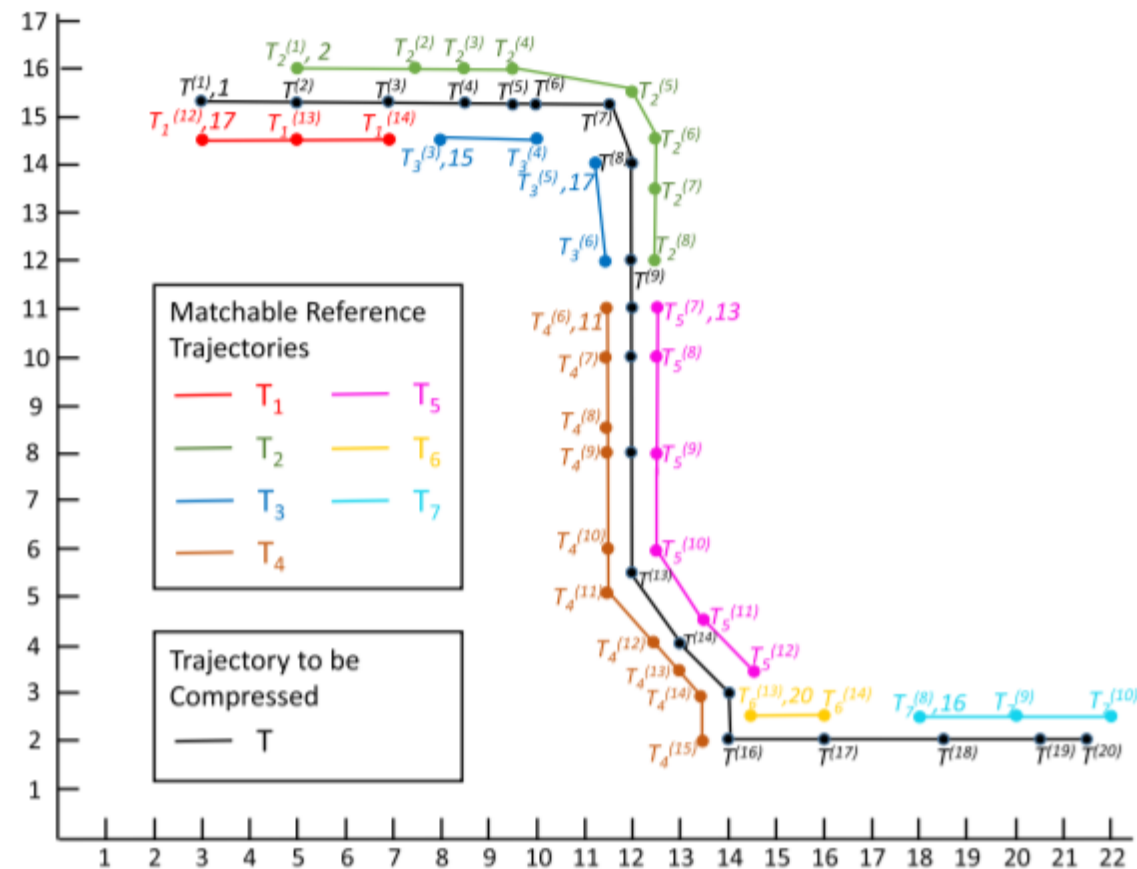 17
16
15
14
13
12
11
10
9
8
7
6
5
4
3
2
1
T₂⁽¹⁾, 2
T₂⁽²⁾
T₂⁽³⁾
T₂⁽⁴⁾
T₂⁽⁵⁾
T₂⁽⁶⁾
T₂⁽⁷⁾
T₂⁽⁸⁾
T⁽¹⁾,1
T⁽²⁾
T⁽³⁾
T⁽⁴⁾
T⁽⁵⁾
T⁽⁶⁾
T⁽⁷⁾
T⁽⁸⁾
T⁽⁹⁾
T₁⁽¹²⁾,17
T₁⁽¹³⁾
T₁⁽¹⁴⁾
T₃⁽³⁾,15
T₃⁽⁴⁾
T₃⁽⁵⁾,17
T₃⁽⁶⁾
T₄⁽⁶⁾,11
T₄⁽⁷⁾
T₄⁽⁸⁾
T₄⁽⁹⁾
T₄⁽¹⁰⁾
T₄⁽¹¹⁾
T₄⁽¹²⁾
T₄⁽¹³⁾
T₄⁽¹⁴⁾
T₄⁽¹⁵⁾
T₅⁽⁷⁾,13
T₅⁽⁸⁾
T₅⁽⁹⁾
T₅⁽¹⁰⁾
T₅⁽¹¹⁾
T₅⁽¹²⁾
T⁽¹³⁾
T⁽¹⁴⁾
T₆⁽¹³⁾,20
T₆⁽¹⁴⁾
T₇⁽⁸⁾,16
T₇⁽⁹⁾
T₇⁽¹⁰⁾
T⁽¹⁶⁾
T⁽¹⁷⁾
T⁽¹⁸⁾
T⁽¹⁹⁾
T⁽²⁰⁾
Matchable Reference
Trajectories
T₁ T₅
T₂ T₆
T₃ T₇
T₄
Trajectory to be
Compressed
T
1 2 3 4 5 6 7 8 9 10 11 12 13 14 15 16 17 18 19 20 21 22